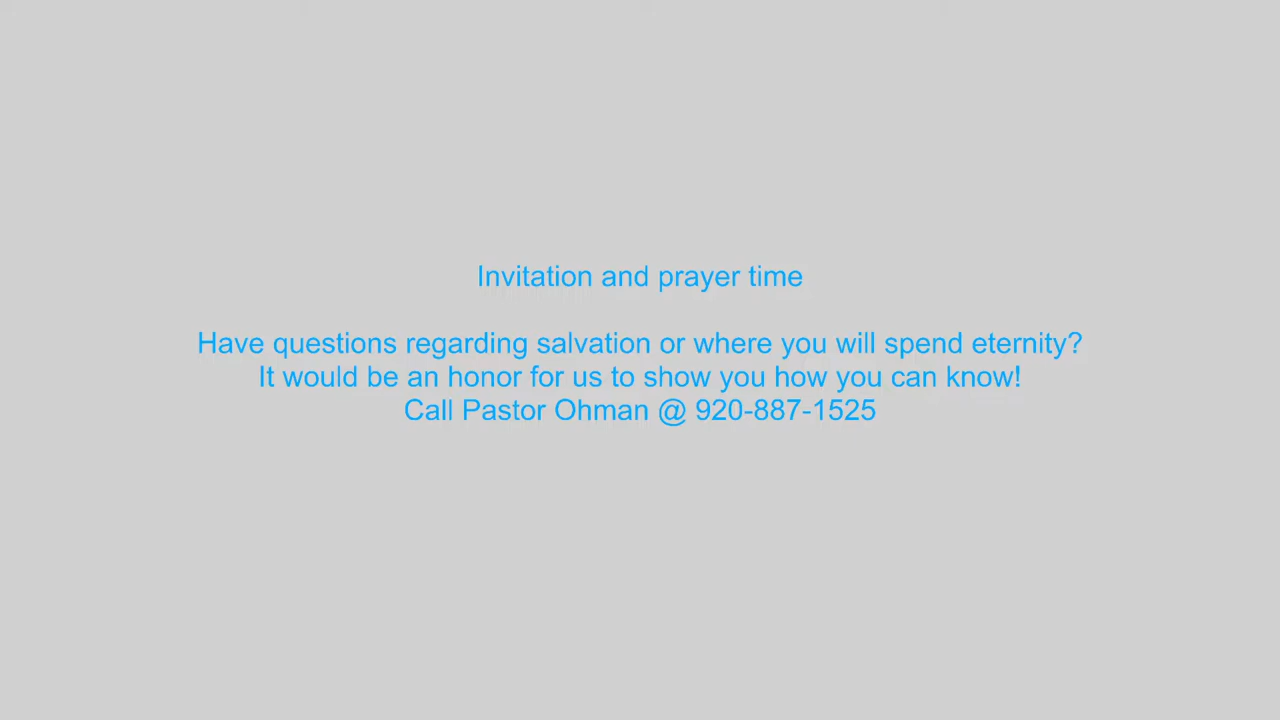 Invitation and prayer time
Have questions regarding salvation or where you will spend eternity?
It would be an honor for us to show you how you can know!
Call Pastor Ohman @ 920-887-1525